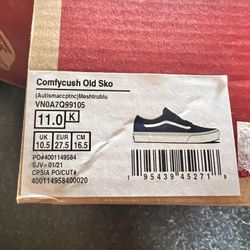 Comfycush Old Sko
(Autismaccptnc)Meshtrublu
VN0A7Q99105
11.0 K
UK EUR CM
10.5 27.5 16.5
PO#4001149584
SJV - 01/21
CPSIA PO/CUT#
400114958400020
1 95439 45271 8